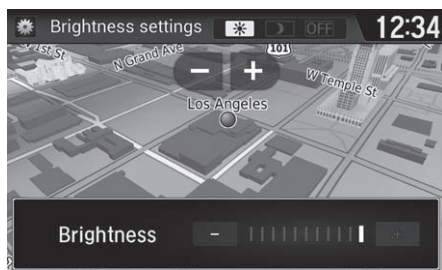 Brightness settings OFF 12:34
1st St
N Grand Ave
101
W Temple St
- +
Los Angeles
Brightness - +